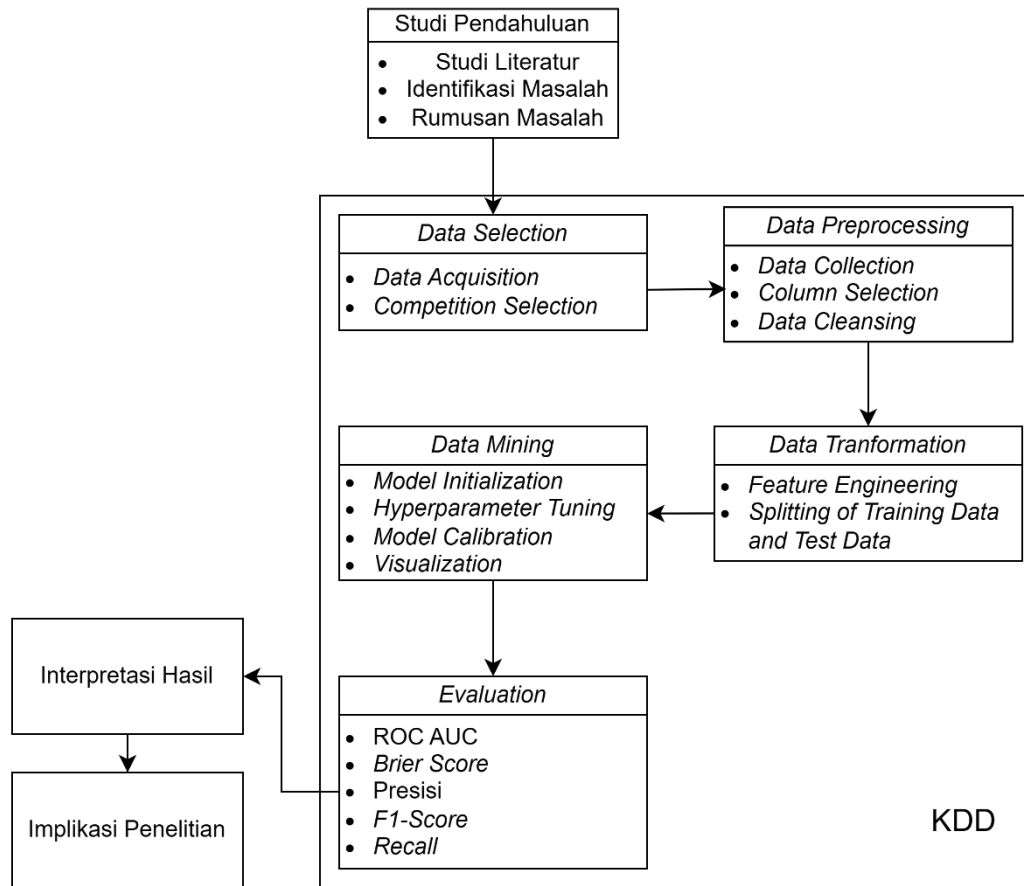 Studi Pendahuluan
• Studi Literatur
• Identifikasi Masalah
• Rumusan Masalah
Data Selection
• Data Acquisition
• Competition Selection
Data Preprocessing
• Data Collection
• Column Selection
• Data Cleansing
Data Tranformation
• Feature Engineering
• Splitting of Training Data
and Test Data
Data Mining
• Model Initialization
• Hyperparameter Tuning
• Model Calibration
• Visualization
Evaluation
• ROC AUC
• Brier Score
• Presisi
• F1-Score
• Recall
Interpretasi Hasil
Implikasi Penelitian
KDD